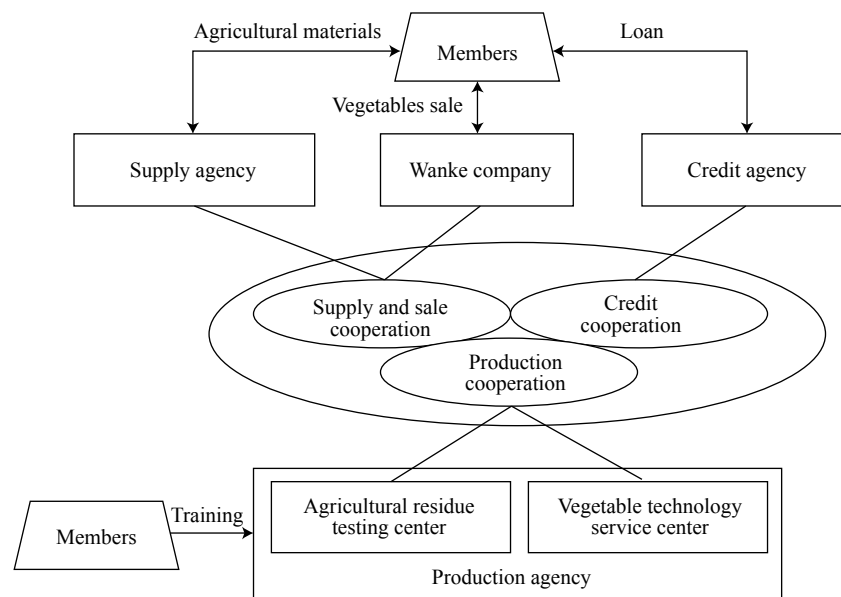 Agricultural materials
Members
Loan
Vegetables sale
Supply agency
Wanke company
Credit agency
Supply and sale
cooperation
Credit
cooperation
Production
cooperation
Members
Training
Agricultural residue
testing center
Vegetable technology
service center
Production agency